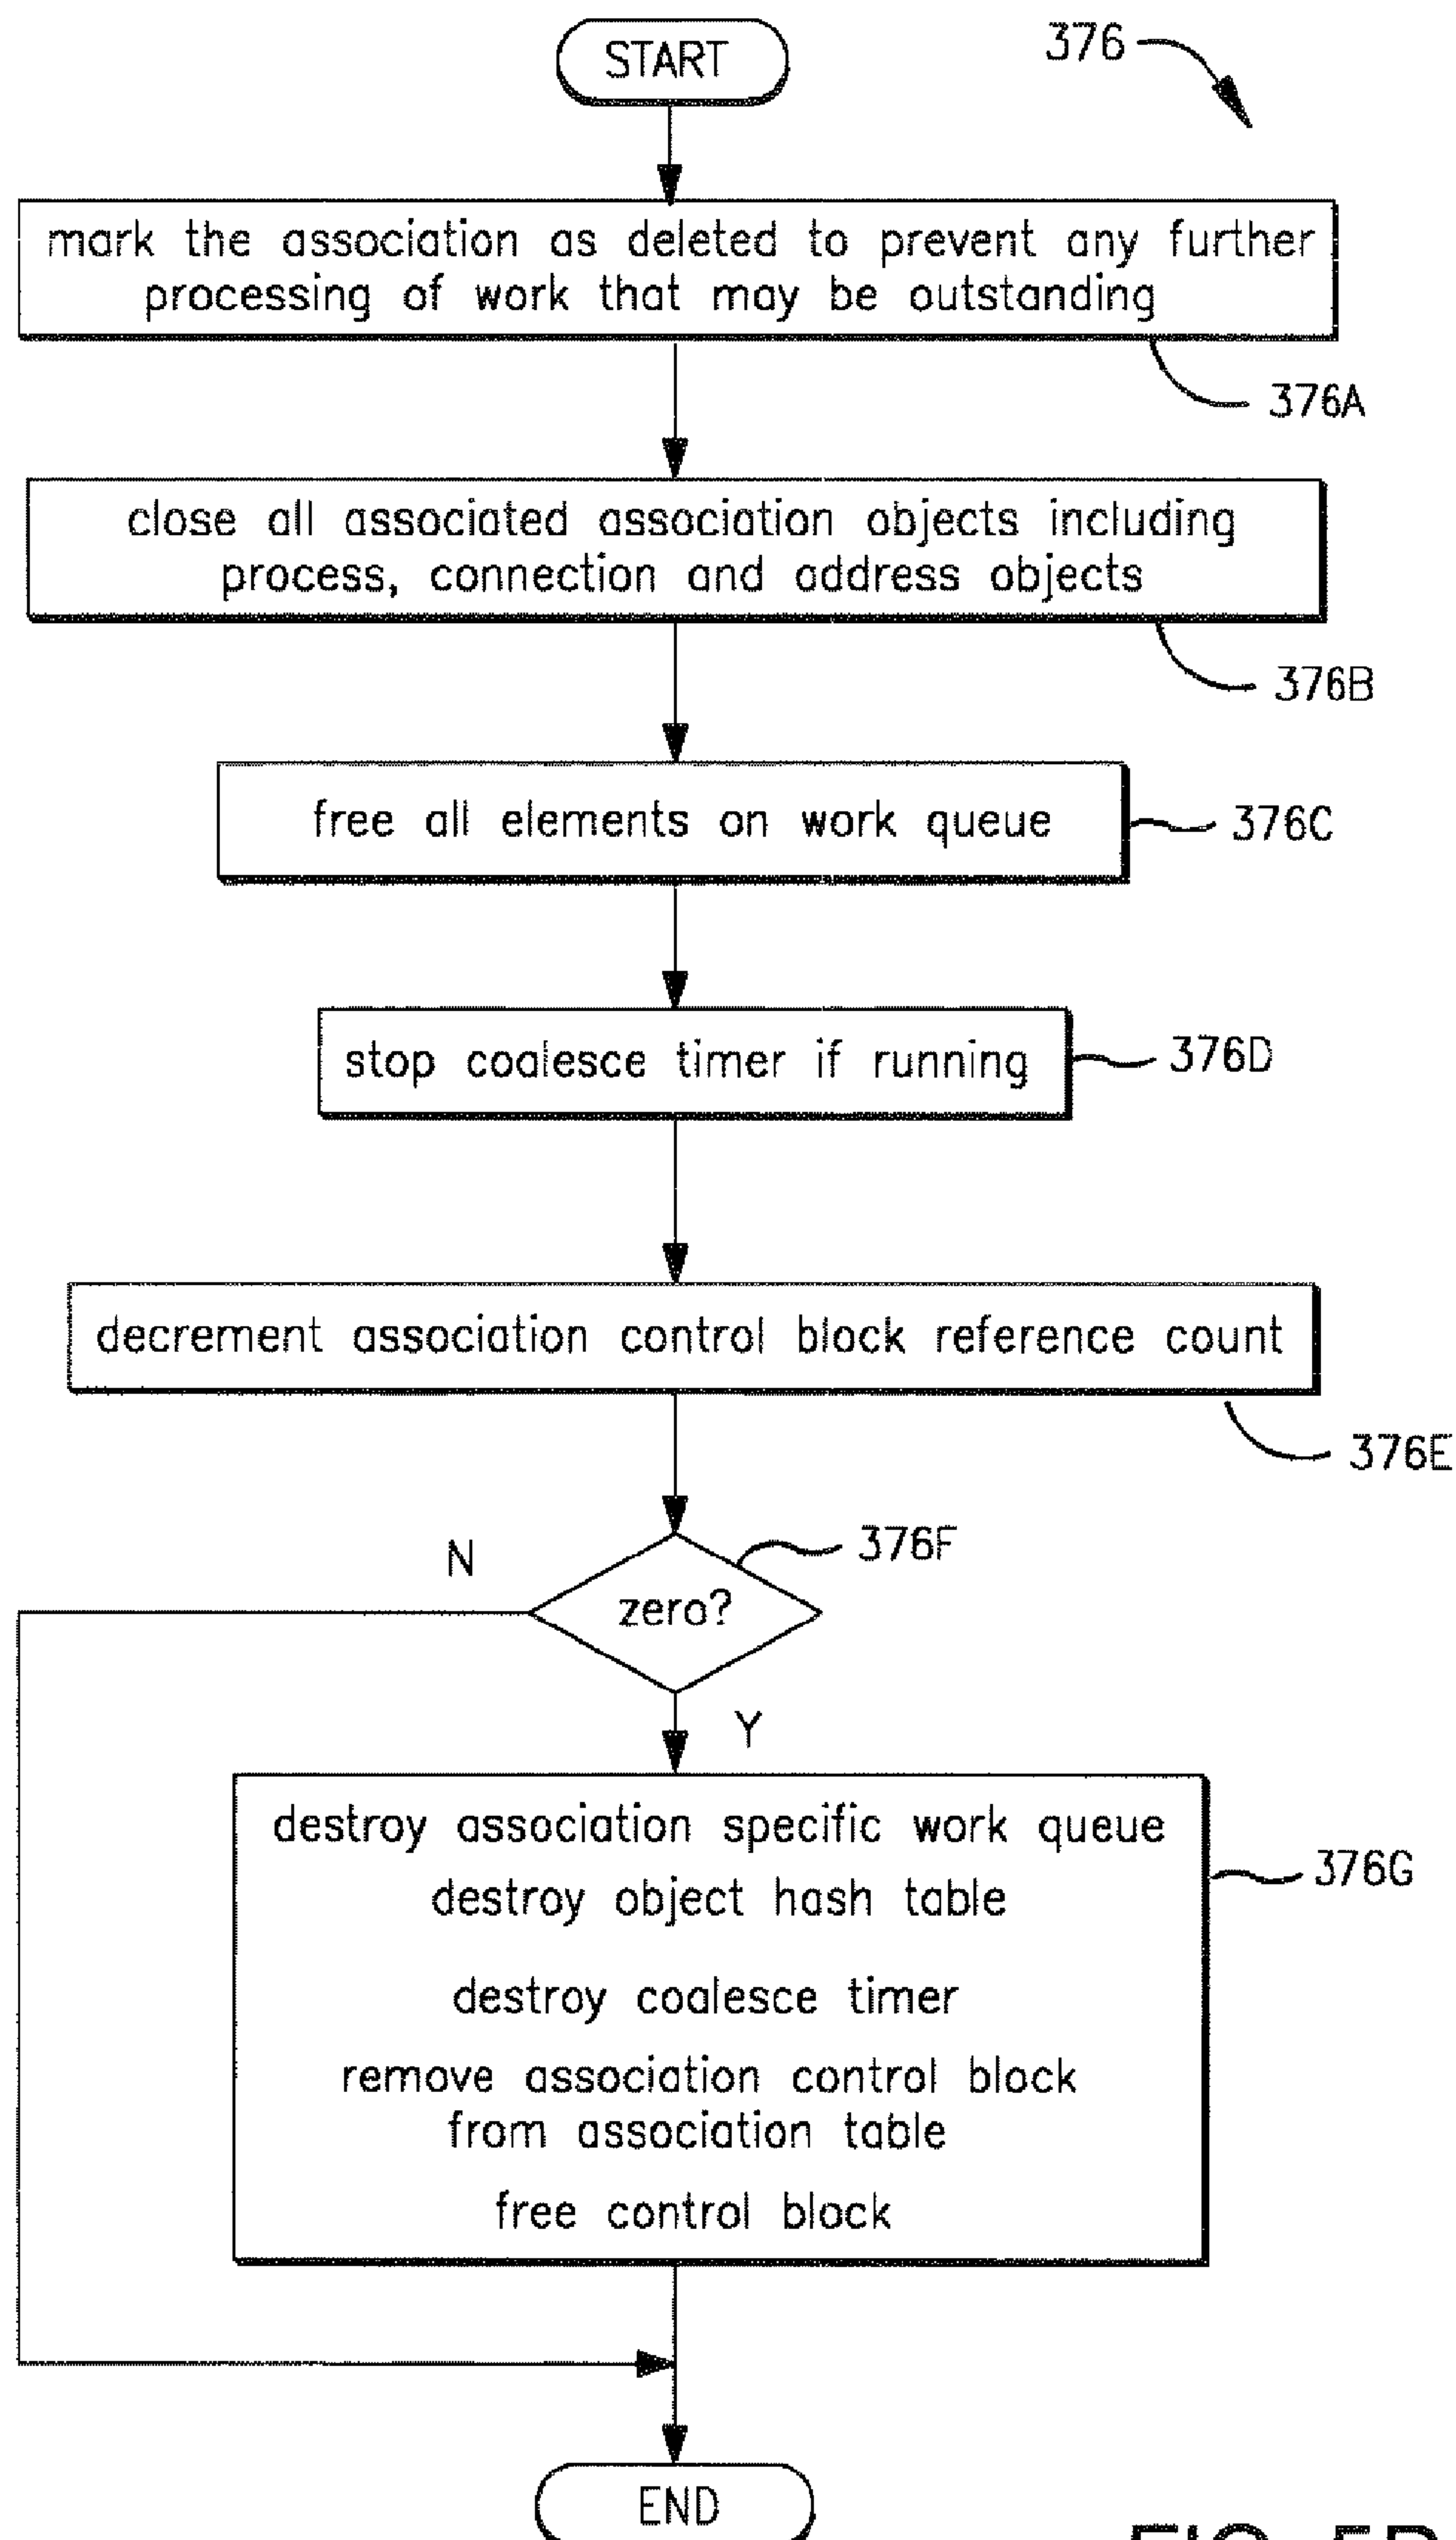 START
376
mark the association as deleted to prevent any further
processing of work that may be outstanding
376A
close all associated association objects including
process, connection and address objects
376B
free all elements on work queue
376C
stop coalesce timer if running
376D
decrement association control block reference count
376E
376F
N
zero?
Y
destroy association specific work queue
376G
destroy object hash table
destroy coalesce timer
remove association control block
from association table
free control block
END